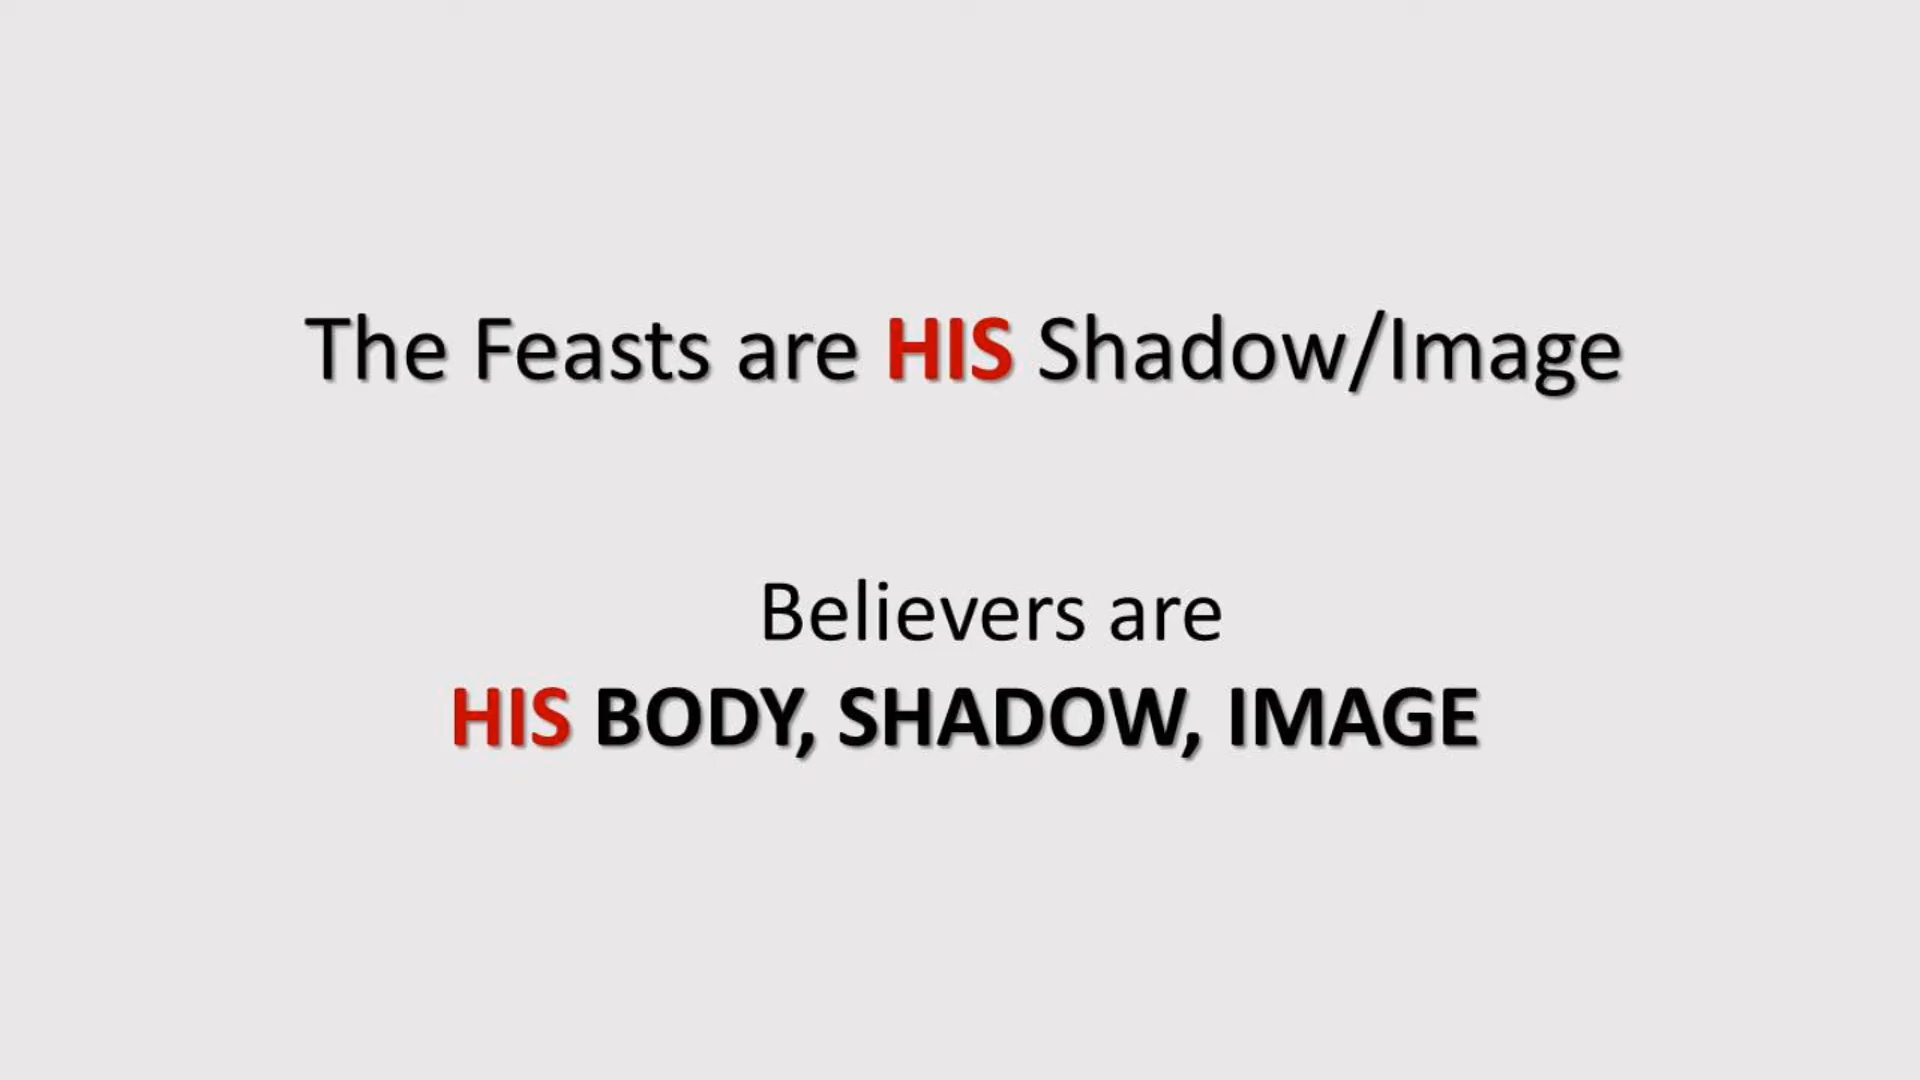 The Feasts are HIS Shadow/Image
Believers are
HIS BODY, SHADOW, IMAGE